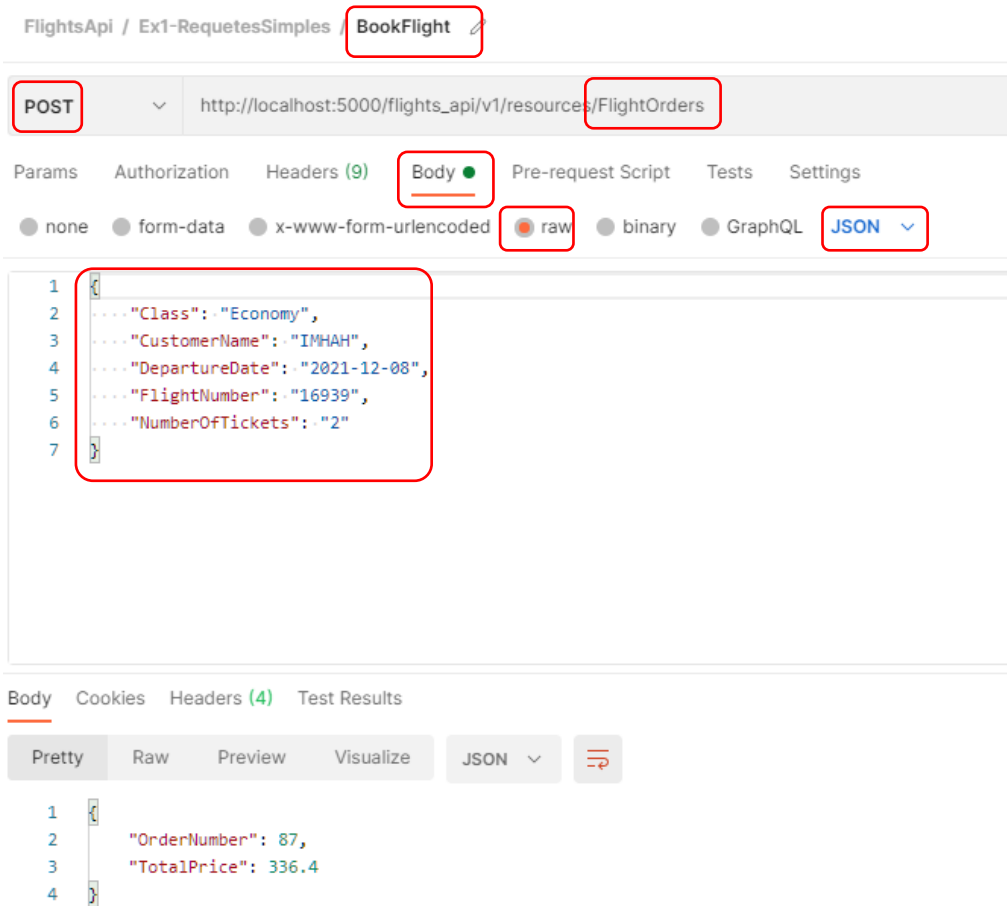 FlightsApi / Ex1-RequetesSimples / BookFlight
POST http://localhost:5000/flights_api/v1/resources/FlightOrders
Params Authorization Headers (9) Body Pre-request Script Tests Settings
none form-data x-www-form-urlencoded raw binary GraphQL JSON
1 {
2 ····"Class":·"Economy",
3 ····"CustomerName":·"IMHAH",
4 ····"DepartureDate":·"2021-12-08",
5 ····"FlightNumber":·"16939",
6 ····"NumberOfTickets":·"2"
7 }
Body Cookies Headers (4) Test Results
Pretty Raw Preview Visualize JSON
1 {
2 "OrderNumber": 87,
3 "TotalPrice": 336.4
4 }